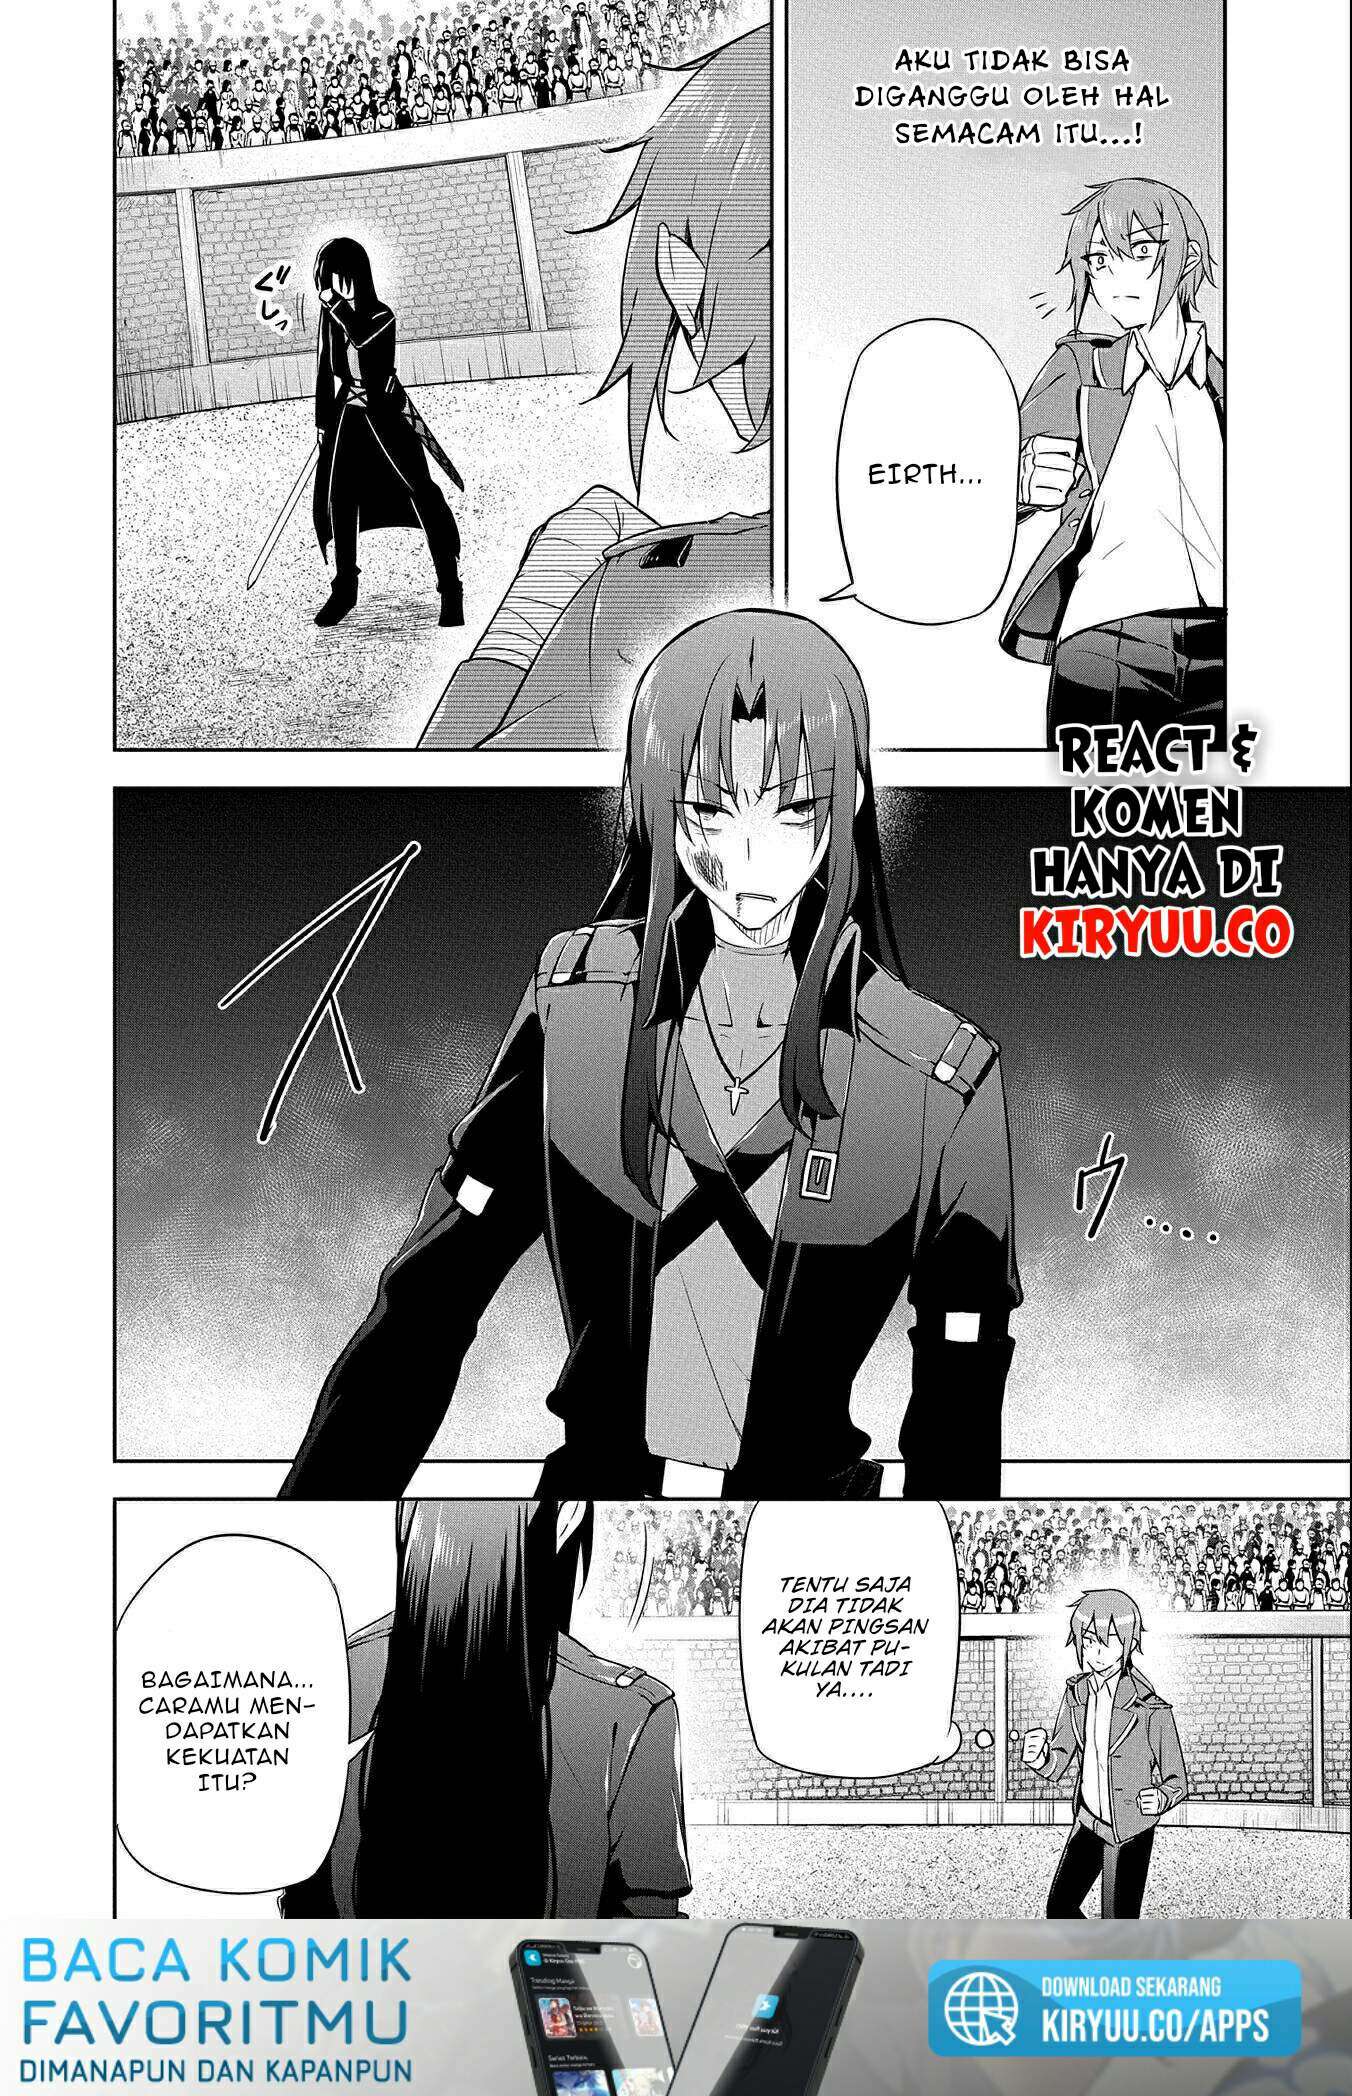 AKU TIDAK BISA
DIGANGGU OLEH HAL
SEMACAM ITU...!
EIRTH...
ぐしっ
REACT &
KOMEN
HANYA DI
KIRYUU.CO
ス
ウ....
TENTU SAJA
DIA TIDAK
AKAN PINGSAN
AKIBAT PU-
KULAN TADI
YA....
BAGAIMANA...
CARAMU MEN-
DAPATKAN
KEKUATAN
ITU?
BACA KOMIK
FAVORITMU
DIMANAPUN DAN KAPANPUN
Trending Manga
DOWNLOAD SEKARANG
KIRYUU.CO/APPS